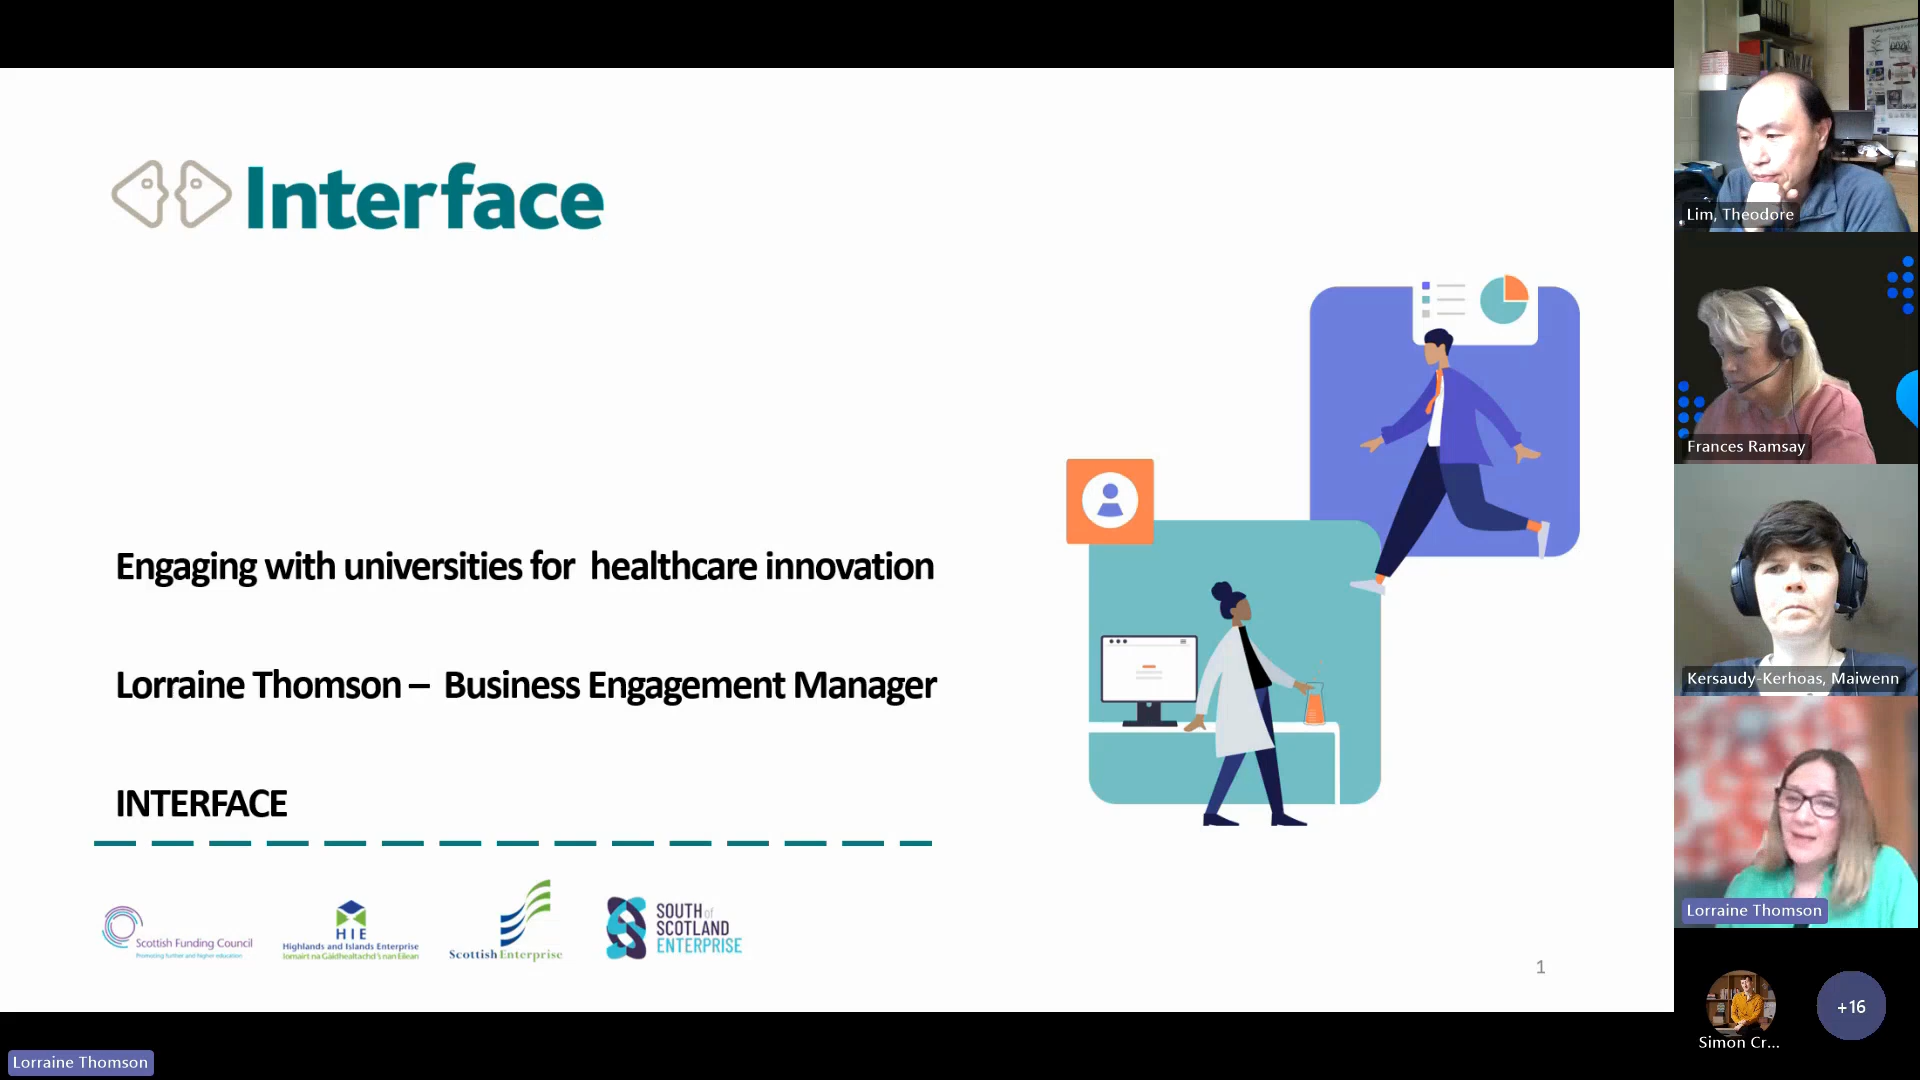 Interface
Engaging with universities for healthcare innovation
Lorraine Thomson – Business Engagement Manager
INTERFACE
Scottish Funding Council
Promoting further and higher education
HIE
Highlands and Islands Enterprise
Iomairt na Gàidhealtachd 's nan Eilean
Scottish Enterprise
SOUTH of
SCOTLAND
ENTERPRISE
1
Lorraine Thomson
Lim, Theodore
Frances Ramsay
Kersaudy-Kerhoas, Maiwenn
Lorraine Thomson
Simon Cr...
+16